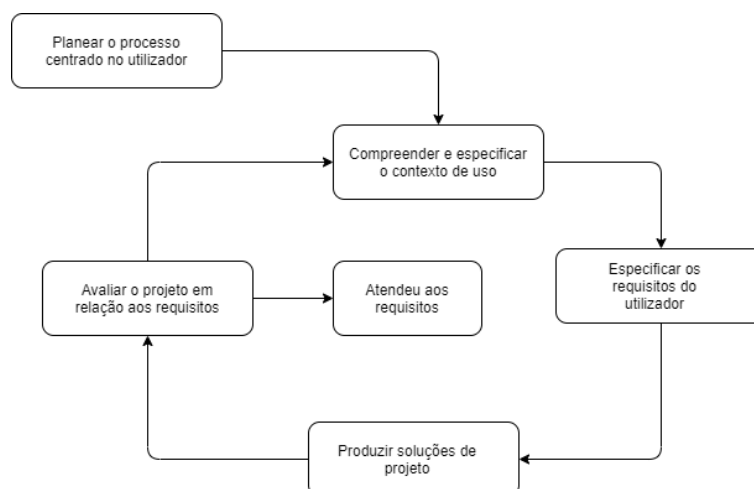 Planear o processo
centrado no utilizador
Compreender e especificar
o contexto de uso
Avaliar o projeto em
relação aos requisitos
Atendeu aos
requisitos
Especificar os
requisitos do
utilizador
Produzir soluções de
projeto